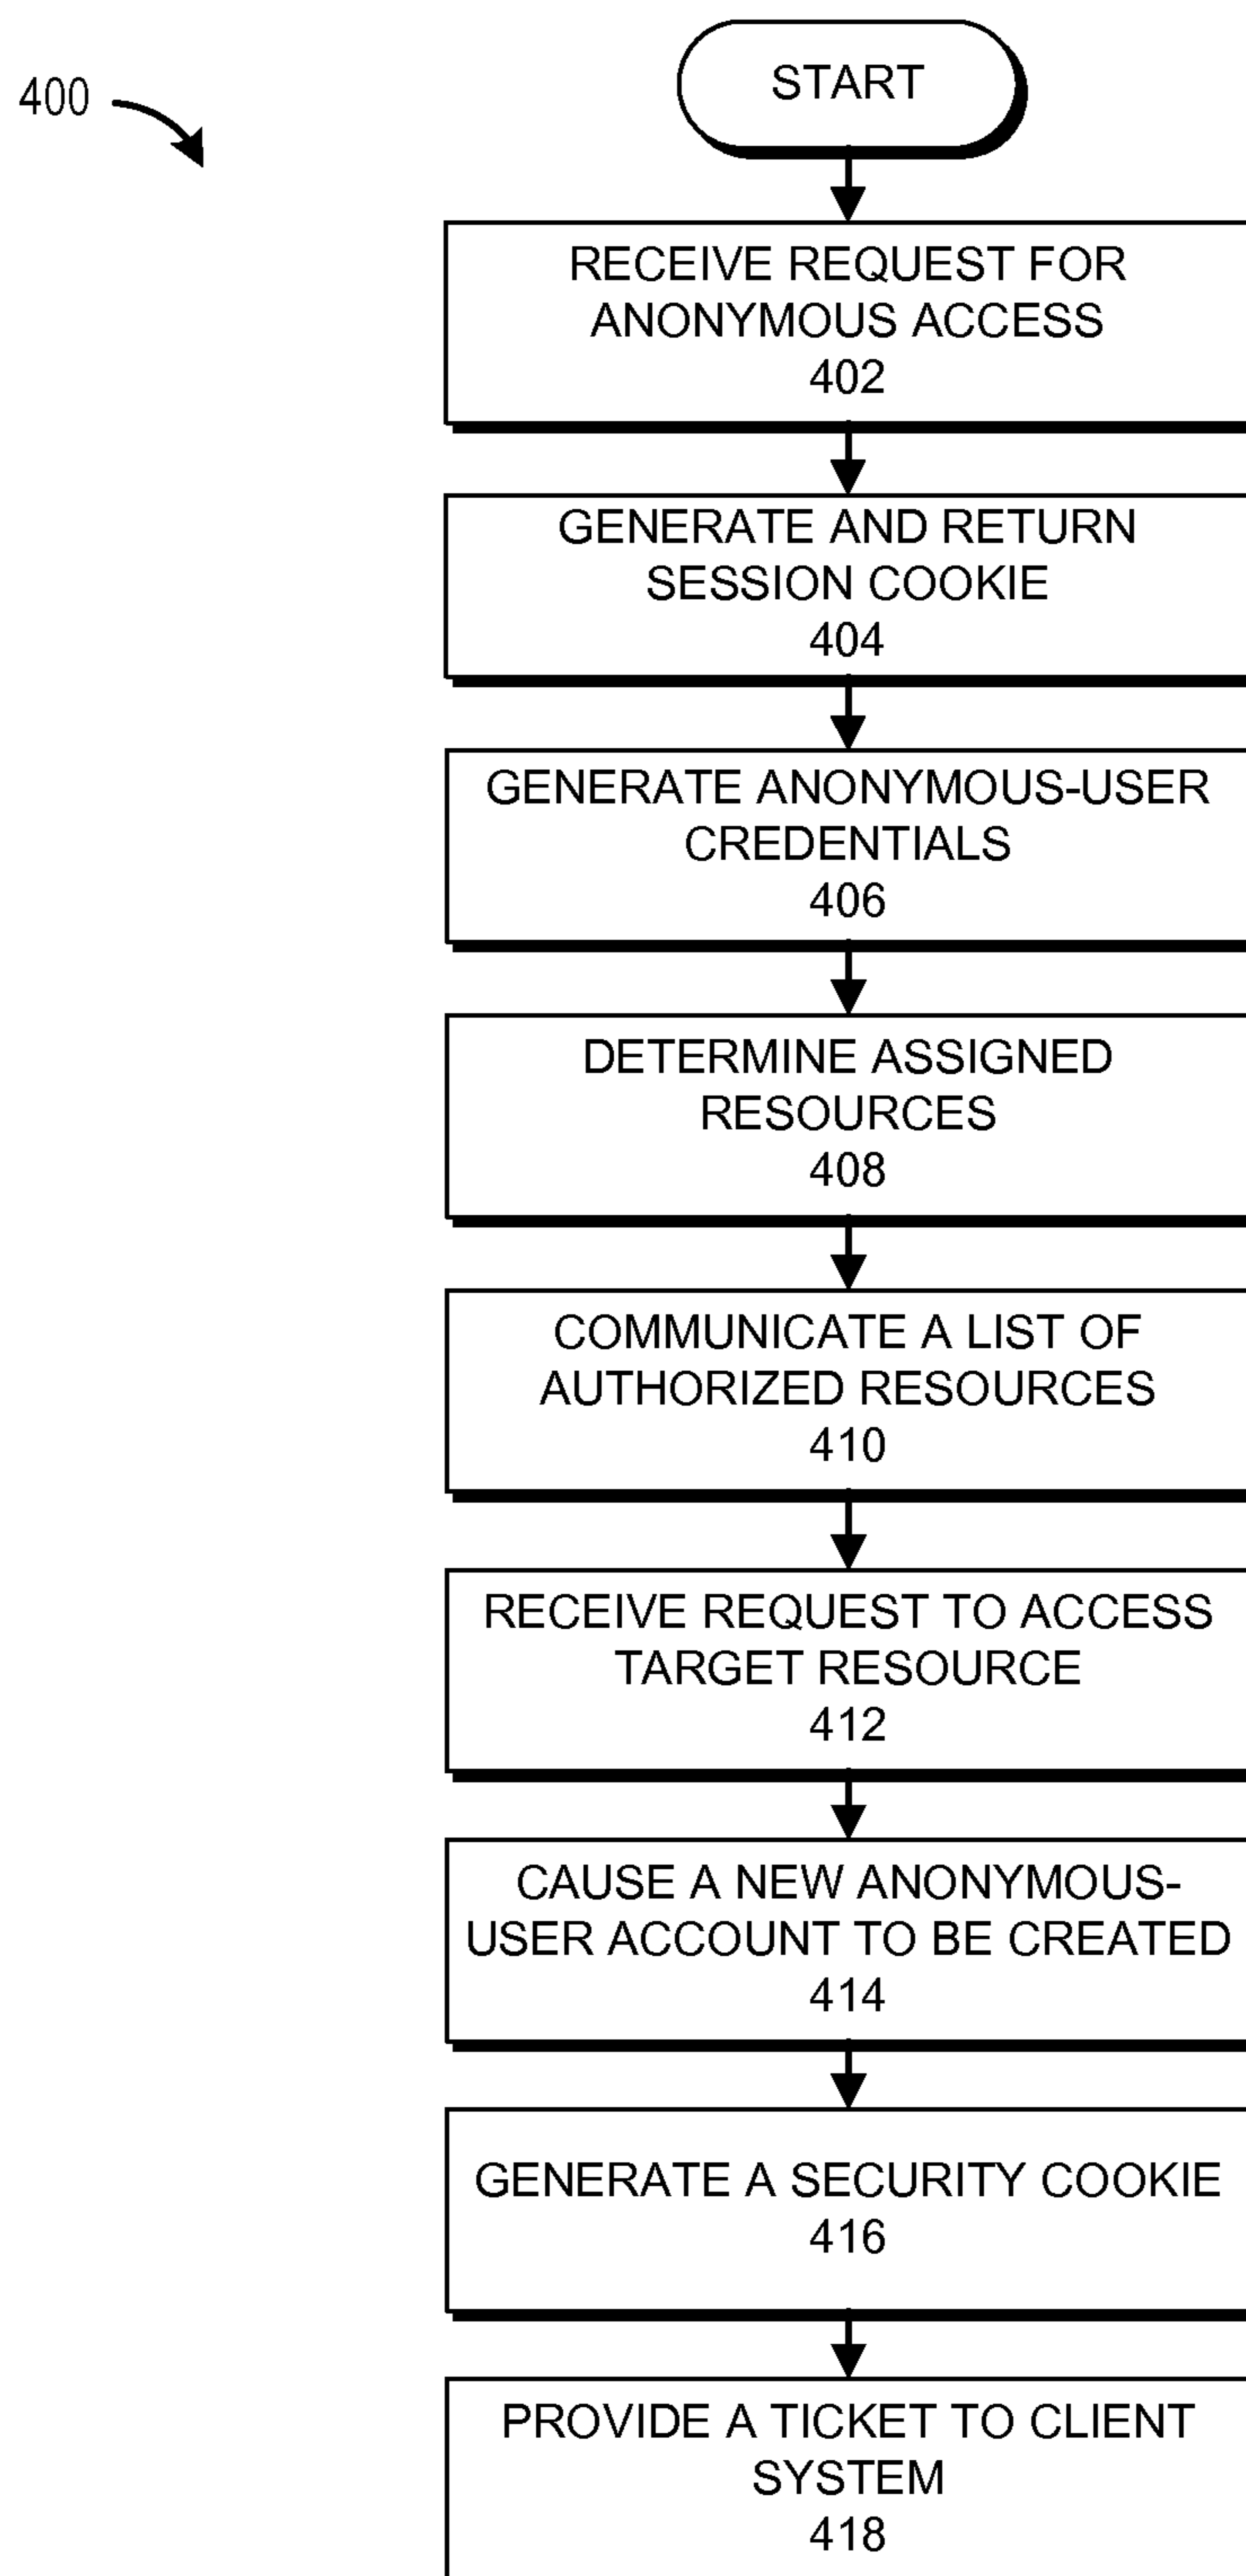 400
START
RECEIVE REQUEST FOR
ANONYMOUS ACCESS
402
GENERATE AND RETURN
SESSION COOKIE
404
GENERATE ANONYMOUS-USER
CREDENTIALS
406
DETERMINE ASSIGNED
RESOURCES
408
COMMUNICATE A LIST OF
AUTHORIZED RESOURCES
410
RECEIVE REQUEST TO ACCESS
TARGET RESOURCE
412
CAUSE A NEW ANONYMOUS-
USER ACCOUNT TO BE CREATED
414
GENERATE A SECURITY COOKIE
416
PROVIDE A TICKET TO CLIENT
SYSTEM
418